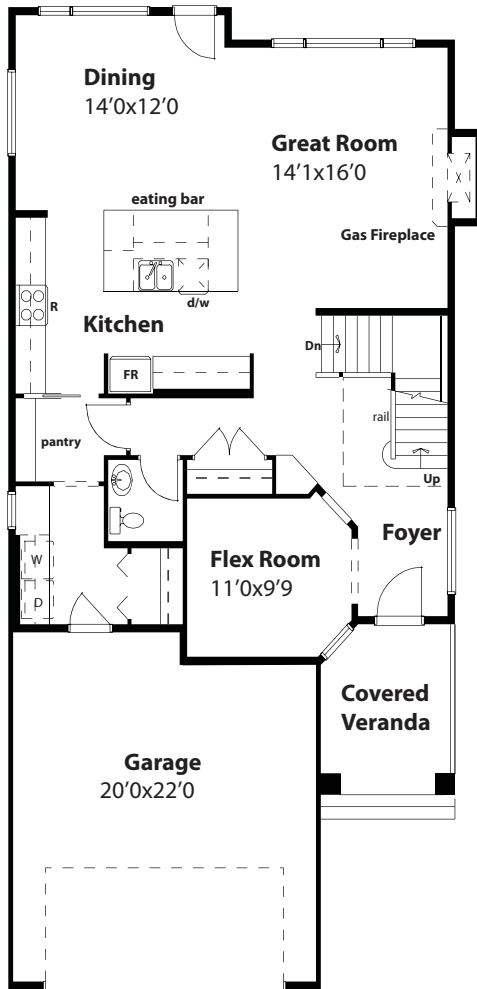 Dining
14’0x12’0
Great Room
14’1x16’0
eating bar
Gas Fireplace
d/w
R
Kitchen
Dn
FR
rail
pantry
Up
Foyer
W
Flex Room
11’0x9’9
D
Covered
Veranda
Garage
20’0x22’0